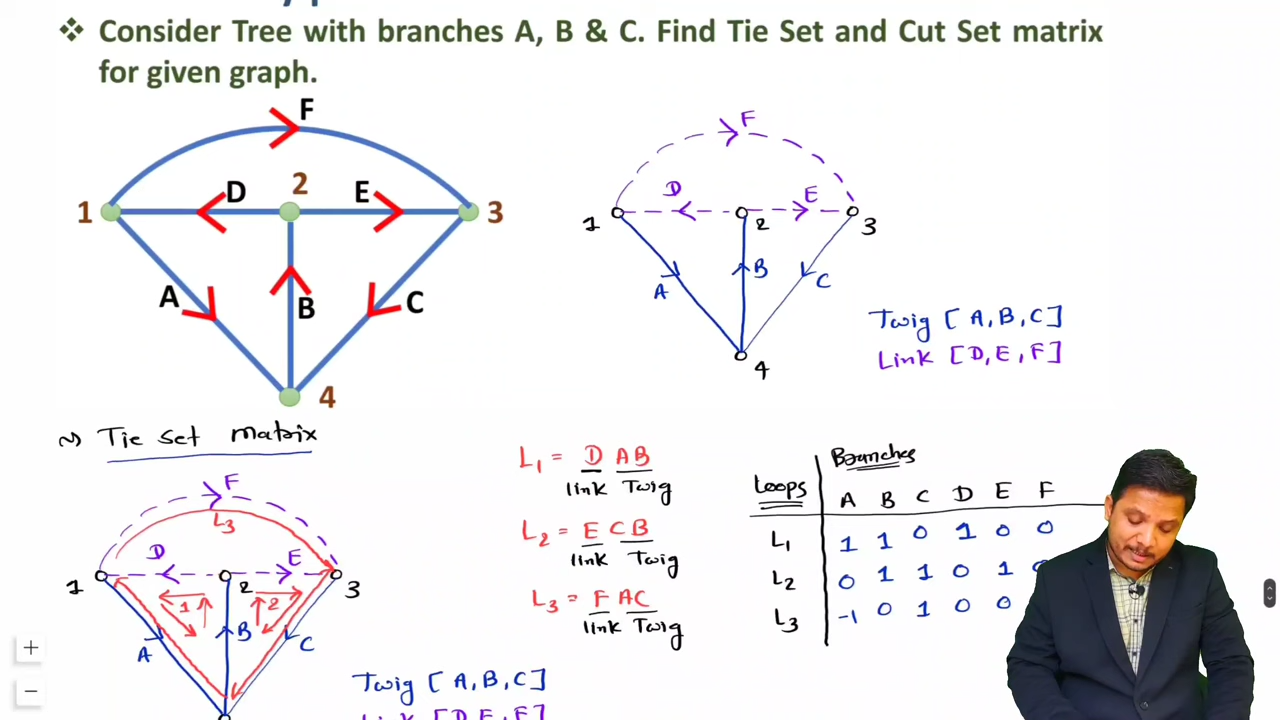 ❖ Consider Tree with branches A, B & C. Find Tie Set and Cut Set matrix
for given graph.
F
D 2 E
1 3
A B C
4
F
D E
1 2 3
A B C
4
Twig [A, B, C]
Link [D, E, F]
Tie set matrix
F
L3
D E
1 2 3
1 2
A B C
Twig [A, B, C]
Link [D, E, F]
L1 = D AB
link Twig
L2 = E CB
link Twig
L3 = F AC
link Twig
Branches
Loops A B C D E F
L1 1 1 0 1 0 0
L2 0 1 1 0 1
L3 -1 0 1 0 0
+
−